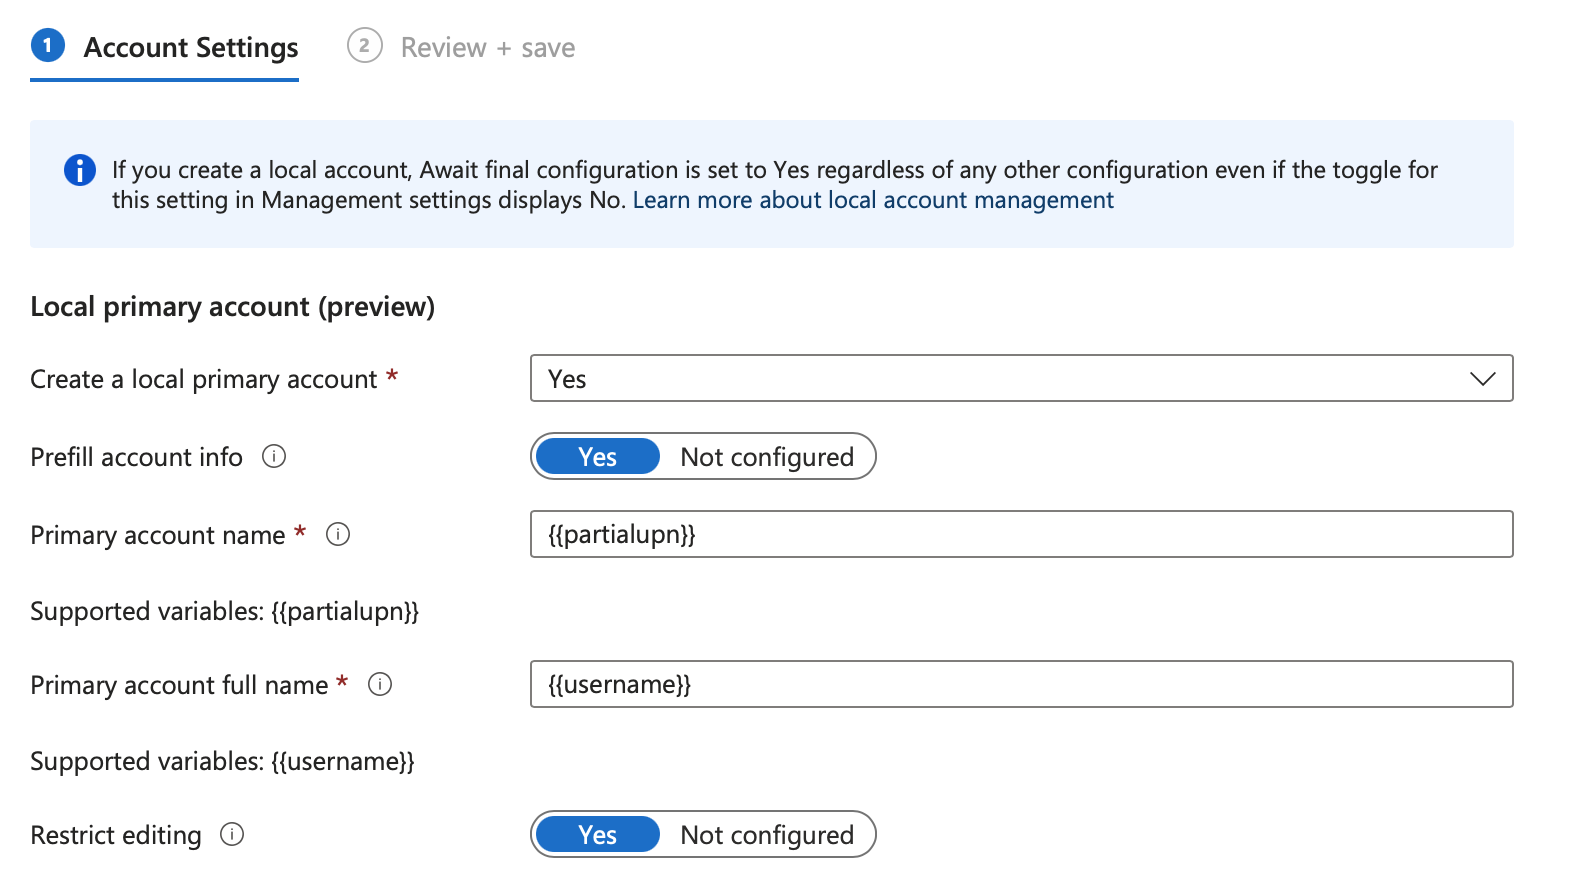 1 Account Settings 2 Review + save
If you create a local account, Await final configuration is set to Yes regardless of any other configuration even if the toggle for
this setting in Management settings displays No. Learn more about local account management
Local primary account (preview)
Create a local primary account * Yes
Prefill account info Yes Not configured
Primary account name * {{partialupn}}
Supported variables: {{partialupn}}
Primary account full name * {{username}}
Supported variables: {{username}}
Restrict editing Yes Not configured